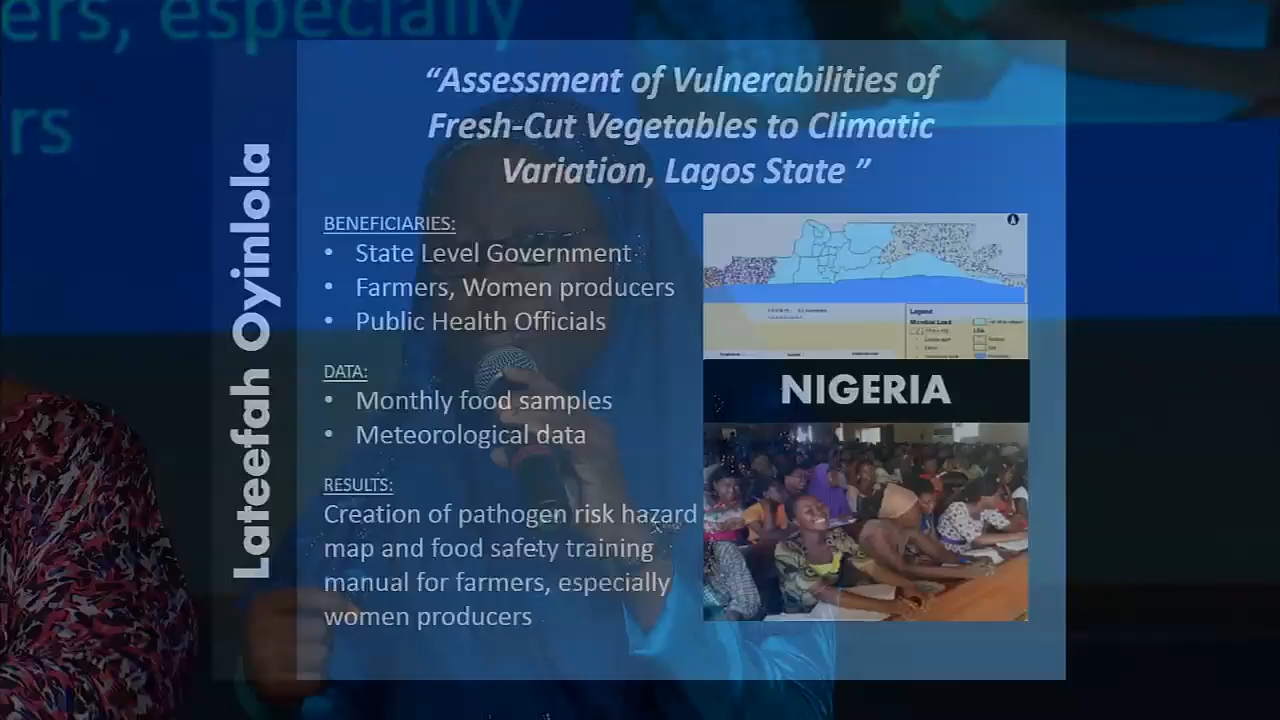 ers, especially
rs
Lateefah Oyinlola
“Assessment of Vulnerabilities of
Fresh-Cut Vegetables to Climatic
Variation, Lagos State ”
BENEFICIARIES:
• State Level Government
• Farmers, Women producers
• Public Health Officials
DATA:
• Monthly food samples
• Meteorological data
RESULTS:
Creation of pathogen risk hazard
map and food safety training
manual for farmers, especially
women producers
Legend
Microbial Load
NIGERIA